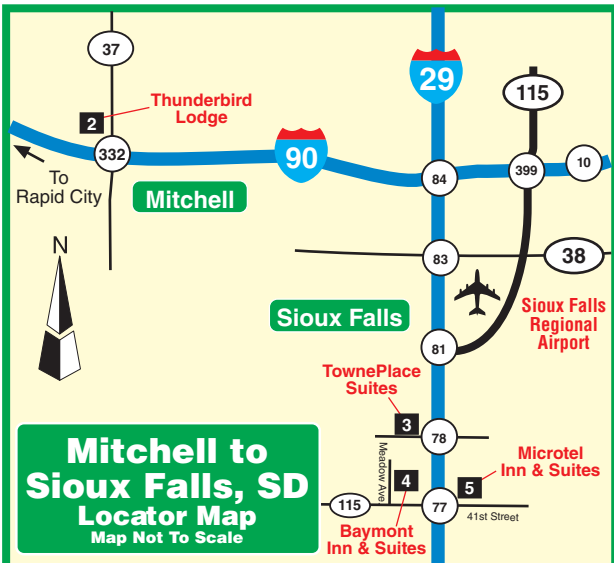 37
29
115
Thunderbird
Lodge
2
332
90
84
399
10
To
Rapid City
Mitchell
N
83
38
Sioux Falls
Sioux Falls
Regional
Airport
81
TownePlace
Suites
3
78
Mitchell to
Sioux Falls, SD
Locator Map
Map Not To Scale
Meadow Ave
Microtel
Inn & Suites
4
5
115
77
41st Street
Baymont
Inn & Suites